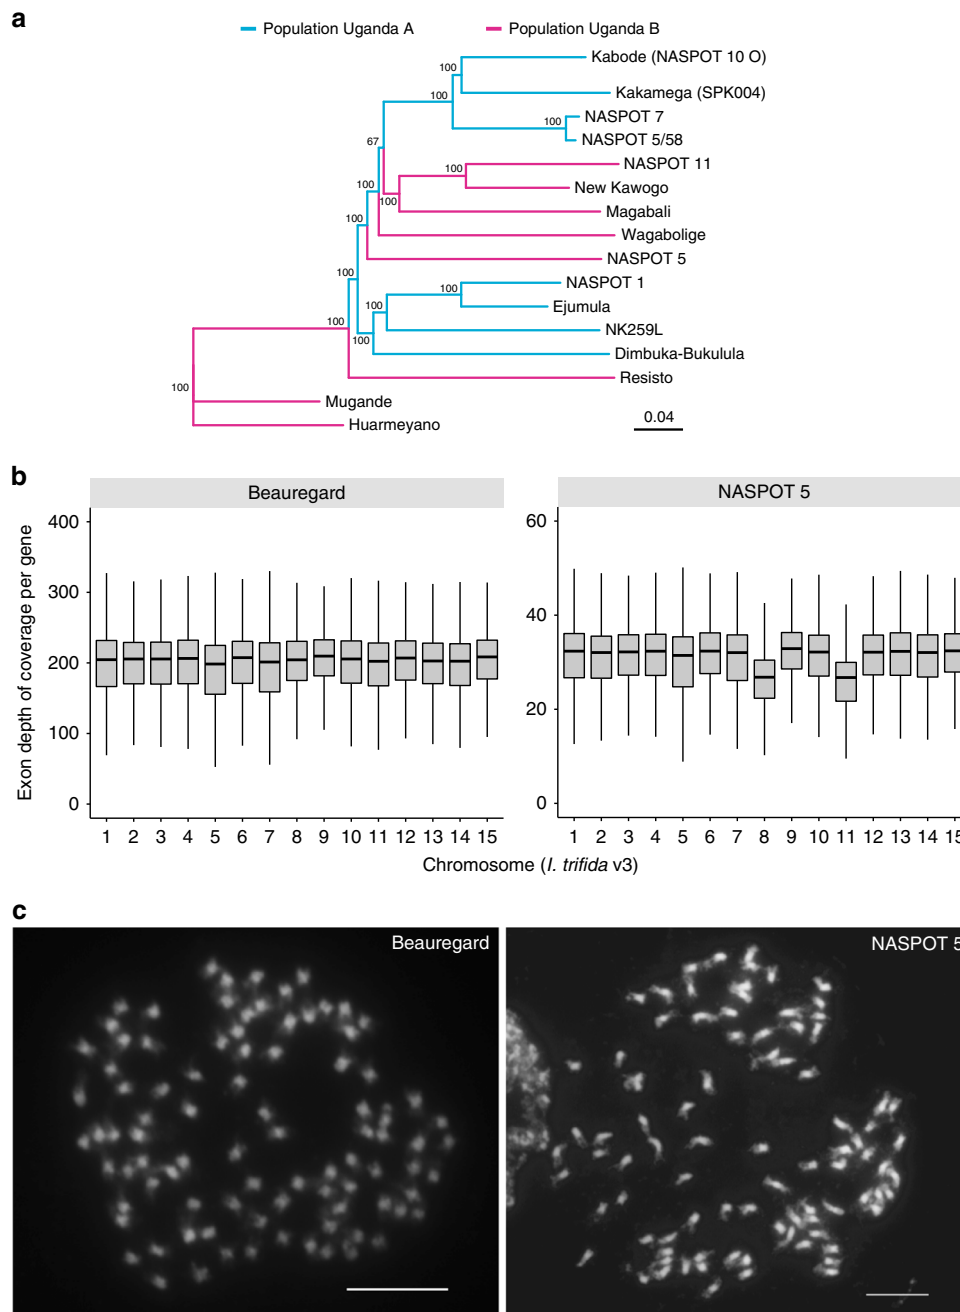 a
Population Uganda A
Population Uganda B
Kabode (NASPOT 10 O)
100
100
Kakamega (SPK004)
100
NASPOT 7
NASPOT 5/58
67
100
NASPOT 11
100
New Kawogo
100
Magabali
100
Wagabolige
NASPOT 5
100
100
NASPOT 1
100
Ejumula
100
NK259L
100
Dimbuka-Bukulula
Resisto
100
Mugande
Huarmeyano
0.04
b
Beauregard
NASPOT 5
Exon depth of coverage per gene
400
300
200
100
0
60
40
20
0
1 2 3 4 5 6 7 8 9 10 11 12 13 14 15
1 2 3 4 5 6 7 8 9 10 11 12 13 14 15
Chromosome (I. trifida v3)
c
Beauregard
NASPOT 5